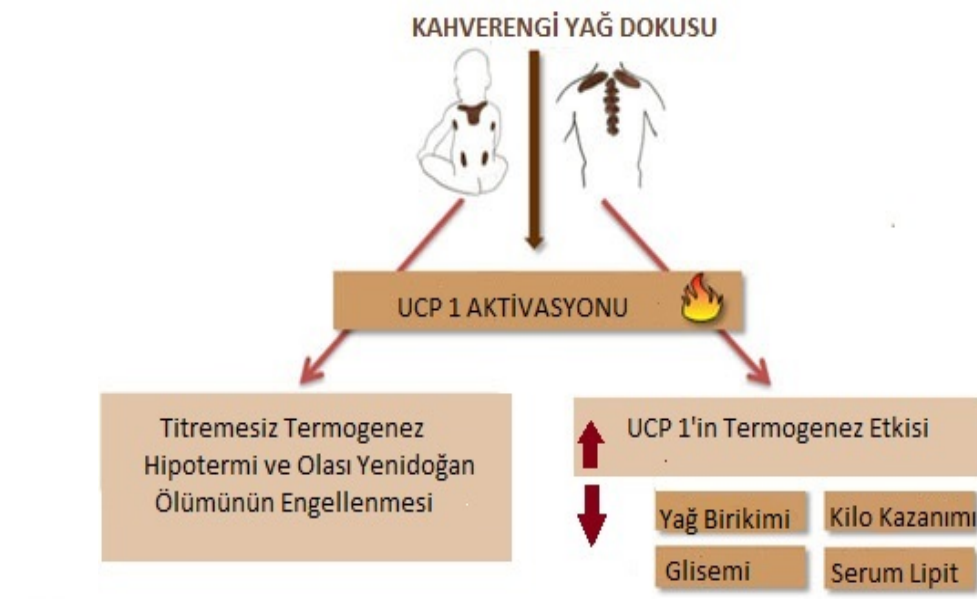 KAHVERENGİ YAĞ DOKUSU
UCP 1 AKTİVASYONU
Titremesiz Termogenez
Hipotermi ve Olası Yenidoğan
Ölümünün Engellenmesi
UCP 1'in Termogenez Etkisi
Yağ Birikimi
Kilo Kazanımı
Glisemi
Serum Lipit